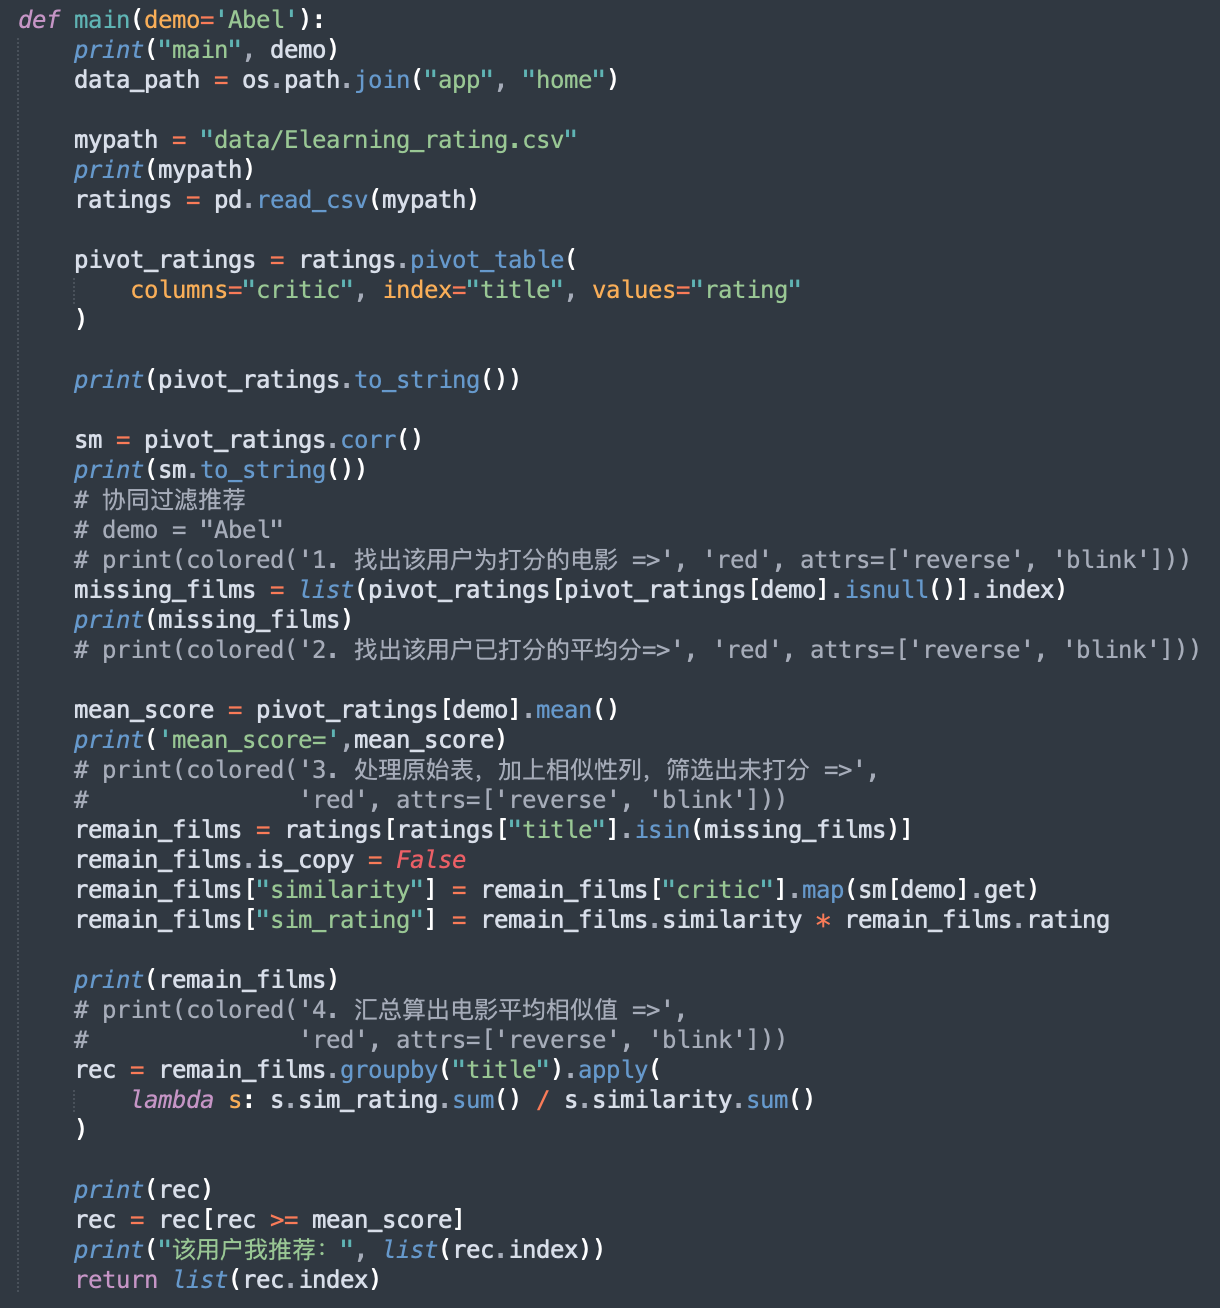 def main(demo='Abel'):
    print("main", demo)
    data_path = os.path.join("app", "home")

    mypath = "data/Elearning_rating.csv"
    print(mypath)
    ratings = pd.read_csv(mypath)

    pivot_ratings = ratings.pivot_table(
        columns="critic", index="title", values="rating"
    )

    print(pivot_ratings.to_string())

    sm = pivot_ratings.corr()
    print(sm.to_string())
    # 协同过滤推荐
    # demo = "Abel"
    # print(colored('1. 找出该用户为打分的电影 =>', 'red', attrs=['reverse', 'blink']))
    missing_films = list(pivot_ratings[pivot_ratings[demo].isnull()].index)
    print(missing_films)
    # print(colored('2. 找出该用户已打分的平均分=>', 'red', attrs=['reverse', 'blink']))

    mean_score = pivot_ratings[demo].mean()
    print('mean_score=',mean_score)
    # print(colored('3. 处理原始表，加上相似性列，筛选出未打分 =>',
    #               'red', attrs=['reverse', 'blink']))
    remain_films = ratings[ratings["title"].isin(missing_films)]
    remain_films.is_copy = False
    remain_films["similarity"] = remain_films["critic"].map(sm[demo].get)
    remain_films["sim_rating"] = remain_films.similarity * remain_films.rating

    print(remain_films)
    # print(colored('4. 汇总算出电影平均相似值 =>',
    #               'red', attrs=['reverse', 'blink']))
    rec = remain_films.groupby("title").apply(
        lambda s: s.sim_rating.sum() / s.similarity.sum()
    )

    print(rec)
    rec = rec[rec >= mean_score]
    print("该用户我推荐：", list(rec.index))
    return list(rec.index)